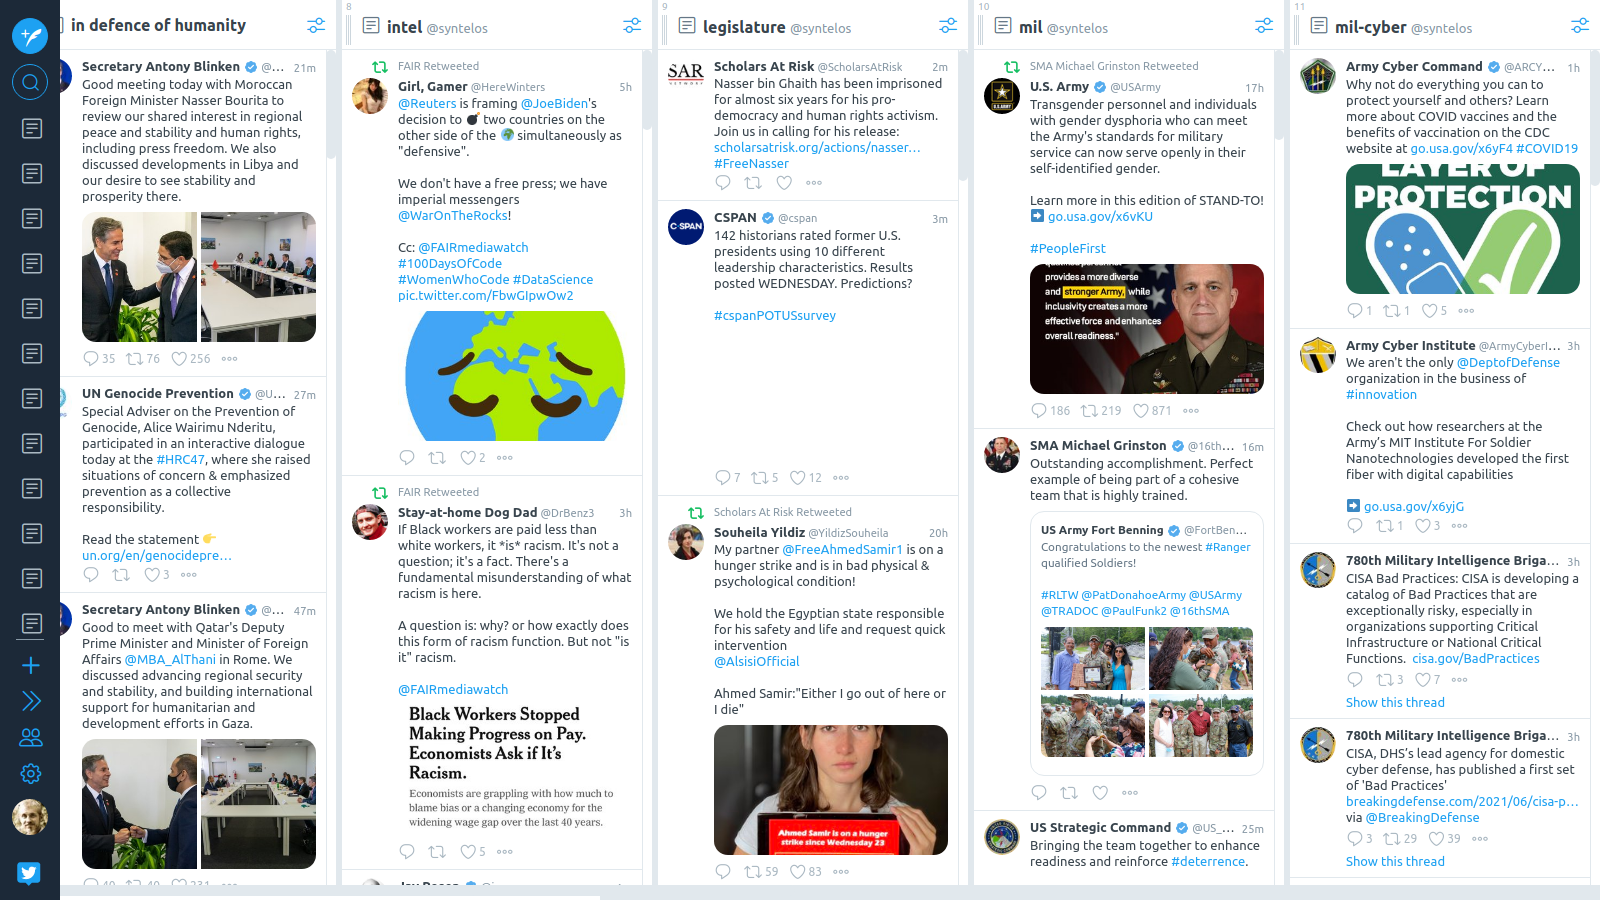 in defence of humanity
Secretary Antony Blinken @... 21m
Good meeting today with Moroccan
Foreign Minister Nasser Bourita to
review our shared interest in regional
peace and stability and human rights,
including press freedom. We also
discussed developments in Libya and
our desire to see stability and
prosperity there.
35 76 256
UN Genocide Prevention @U... 27m
Special Adviser on the Prevention of
Genocide, Alice Wairimu Nderitu,
participated in an interactive dialogue
today at the #HRC47, where she raised
situations of concern & emphasized
prevention as a collective
responsibility.
Read the statement 👉
un.org/en/genocidepre…
3
Secretary Antony Blinken @... 47m
Good to meet with Qatar's Deputy
Prime Minister and Minister of Foreign
Affairs @MBA_AlThani in Rome. We
discussed advancing regional security
and stability, and building international
support for humanitarian and
development efforts in Gaza.
8
intel @syntelos
FAIR Retweeted
Girl, Gamer @HereWinters 5h
@Reuters is framing @JoeBiden's
decision to 💣 two countries on the
other side of the 🌍 simultaneously as
"defensive".
We don't have a free press; we have
imperial messengers
@WarOnTheRocks!
Cc: @FAIRmediawatch
#100DaysOfCode
#WomenWhoCode #DataScience
pic.twitter.com/FbwGIpwOw2
2
FAIR Retweeted
Stay-at-home Dog Dad @DrBenz3 3h
If Black workers are paid less than
white workers, it *is* racism. It's not a
question; it's a fact. There's a
fundamental misunderstanding of what
racism is here.
A question is: why? or how exactly does
this form of racism function. But not "is
it" racism.
@FAIRmediawatch
Black Workers Stopped
Making Progress on Pay.
Economists Ask if It's
Racism.
Economists are grappling with how much to
blame bias or a changing economy for the
widening wage gap over the last 40 years.
5
9
legislature @syntelos
SAR
Scholars At Risk @ScholarsAtRisk 2m
Nasser bin Ghaith has been imprisoned
for almost six years for his pro-
democracy and human rights activism.
Join us in calling for his release:
scholarsatrisk.org/actions/nasser…
#FreeNasser
C-SPAN
CSPAN @cspan 3m
142 historians rated former U.S.
presidents using 10 different
leadership characteristics. Results
posted WEDNESDAY. Predictions?
#cspanPOTUSsurvey
7 5 12
Scholars At Risk Retweeted
Souheila Yildiz @YildizSouheila 20h
My partner @FreeAhmedSamir1 is on a
hunger strike and is in bad physical &
psychological condition!
We hold the Egyptian state responsible
for his safety and life and request quick
intervention
@AlsisiOfficial
Ahmed Samir:"Either I go out of here or
I die"
Ahmed Samir is on a hunger
strike since Wednesday 23
59 83
10
mil @syntelos
SMA Michael Grinston Retweeted
U.S. Army @USArmy 17h
Transgender personnel and individuals
with gender dysphoria who can meet
the Army's standards for military
service can now serve openly in their
self-identified gender.
Learn more in this edition of STAND-TO!
➡ go.usa.gov/x6vKU
#PeopleFirst
provides a more diverse
and stronger Army, while
inclusivity creates a more
effective force and enhances
overall readiness."
186 219 871
SMA Michael Grinston @16th... 16m
Outstanding accomplishment. Perfect
example of being part of a cohesive
team that is highly trained.
US Army Fort Benning @FortBen...
Congratulations to the newest #Ranger
qualified Soldiers!
#RLTW @PatDonahoeArmy @USArmy
@TRADOC @PaulFunk2 @16thSMA
US Strategic Command @US_... 25m
Bringing the team together to enhance
readiness and reinforce #deterrence.
11
mil-cyber @syntelos
Army Cyber Command @ARCY... 1h
Why not do everything you can to
protect yourself and others? Learn
more about COVID vaccines and the
benefits of vaccination on the CDC
website at go.usa.gov/x6yF4 #COVID19
LAYER OF
PROTECTION
1 1 5
Army Cyber Institute @ArmyCyberI... 3h
We aren't the only @DeptofDefense
organization in the business of
#innovation
Check out how researchers at the
Army's MIT Institute For Soldier
Nanotechnologies developed the first
fiber with digital capabilities
➡ go.usa.gov/x6yjG
1 3
780th Military Intelligence Briga... 3h
CISA Bad Practices: CISA is developing a
catalog of Bad Practices that are
exceptionally risky, especially in
organizations supporting Critical
Infrastructure or National Critical
Functions. cisa.gov/BadPractices
3 7
Show this thread
780th Military Intelligence Briga... 3h
CISA, DHS's lead agency for domestic
cyber defense, has published a first set
of 'Bad Practices'
breakingdefense.com/2021/06/cisa-p…
via @BreakingDefense
3 29 39
Show this thread